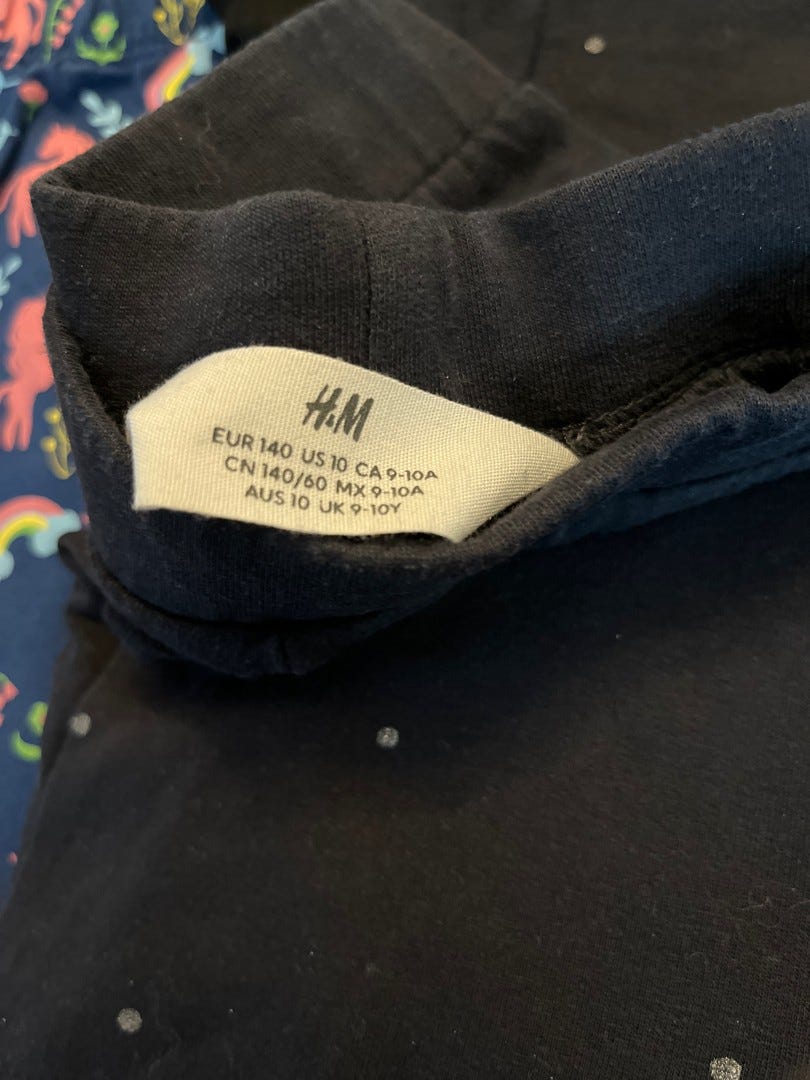 H&M
EUR 140 US 10 CA 9-10A
CN 140/60 MX 9-10A
AUS 10 UK 9-10Y